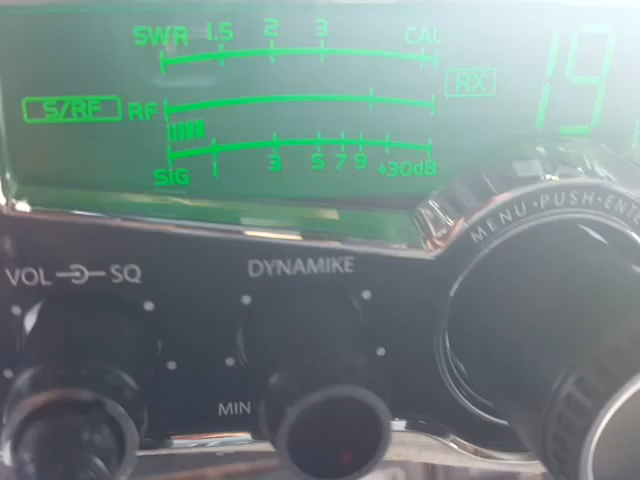 SWR 1.5 2 3 CAL
RX
19
S/RF RF
1 3 5 7 9 +30dB
SIG
MENU·PUSH·ENT
VOL SQ
DYNAMIKE
MIN